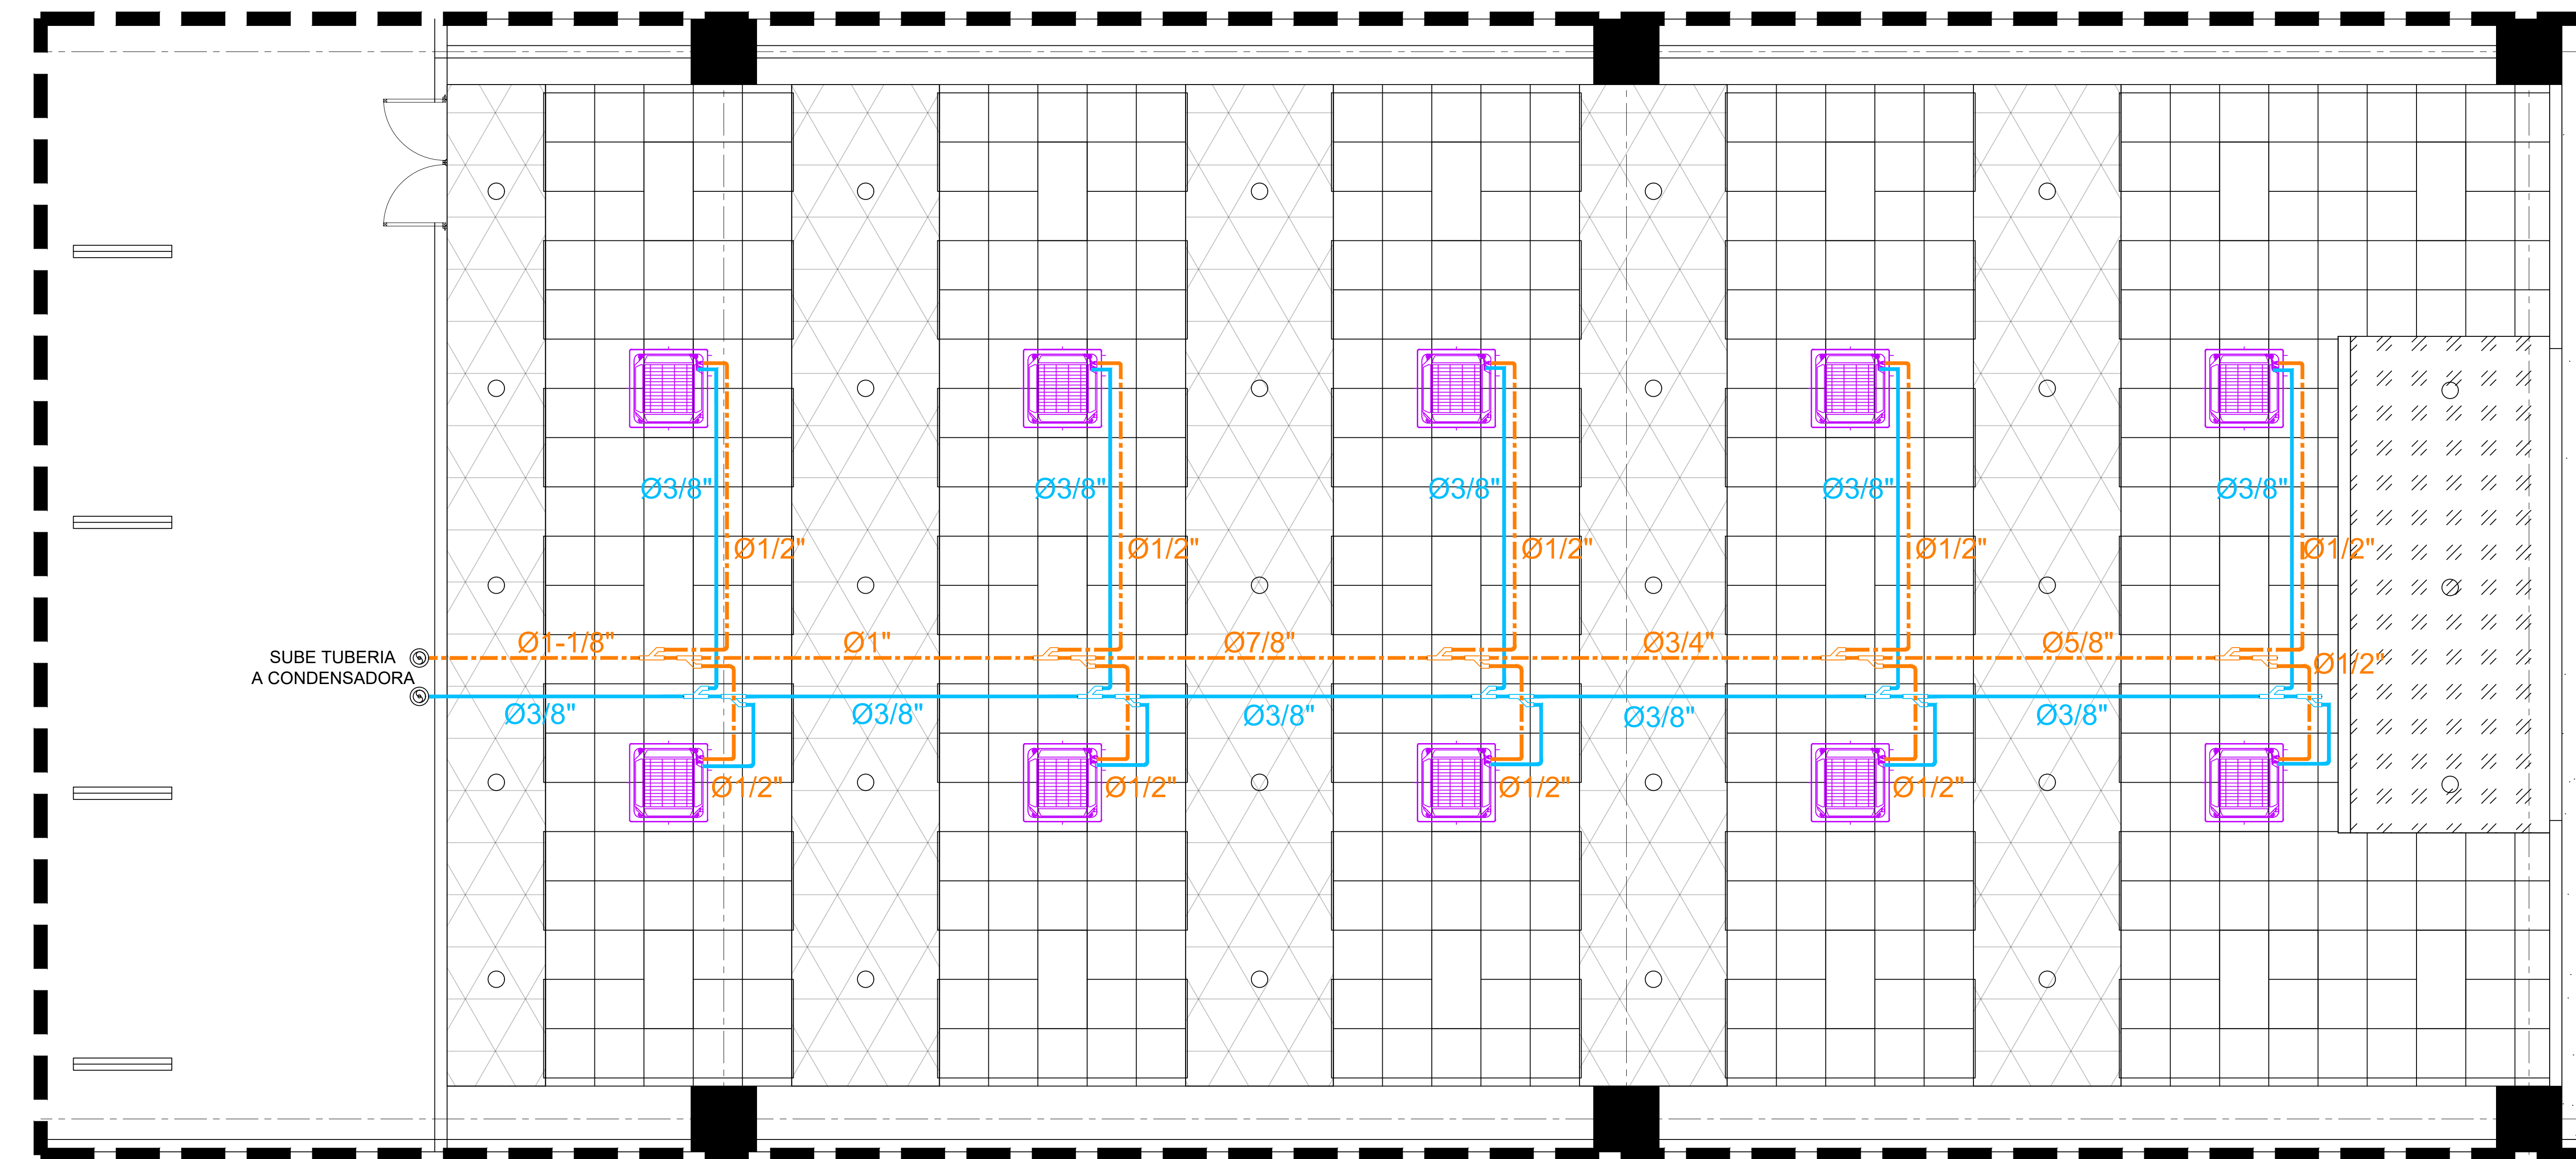 Ø3/8"
Ø3/8"
Ø3/8"
Ø3/8"
Ø3/8"
Ø1/2"
Ø1/2"
Ø1/2"
Ø1/2"
Ø1/2"
Ø1-1/8"
Ø1"
Ø7/8"
Ø3/4"
Ø5/8"
SUBE TUBERIA
A CONDENSADORA
Ø1/2"
Ø3/8"
Ø3/8"
Ø3/8"
Ø3/8"
Ø3/8"
Ø1/2"
Ø1/2"
Ø1/2"
Ø1/2"